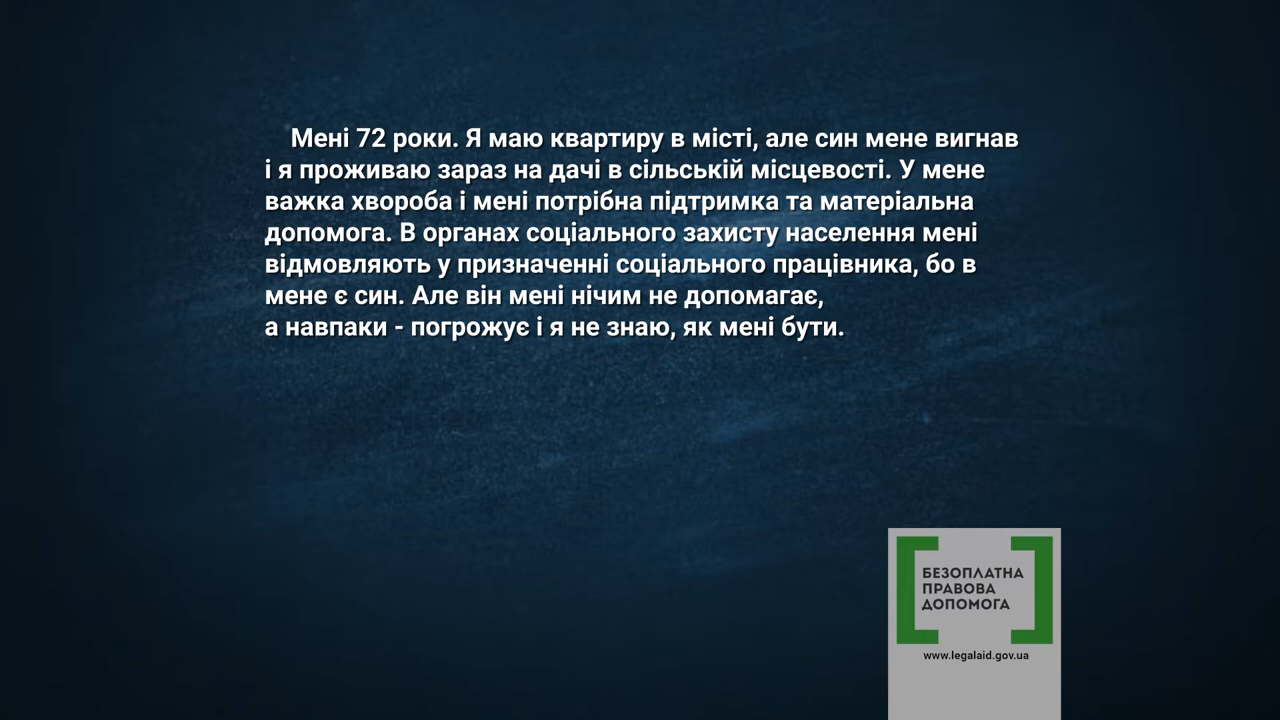 Мені 72 роки. Я маю квартиру в місті, але син мене вигнав
і я проживаю зараз на дачі в сільській місцевості. У мене
важка хвороба і мені потрібна підтримка та матеріальна
допомога. В органах соціального захисту населення мені
відмовляють у призначенні соціального працівника, бо в
мене є син. Але він мені нічим не допомагає,
а навпаки - погрожує і я не знаю, як мені бути.
БЕЗОПЛАТНА
ПРАВОВА
ДОПОМОГА
www.legalaid.gov.ua